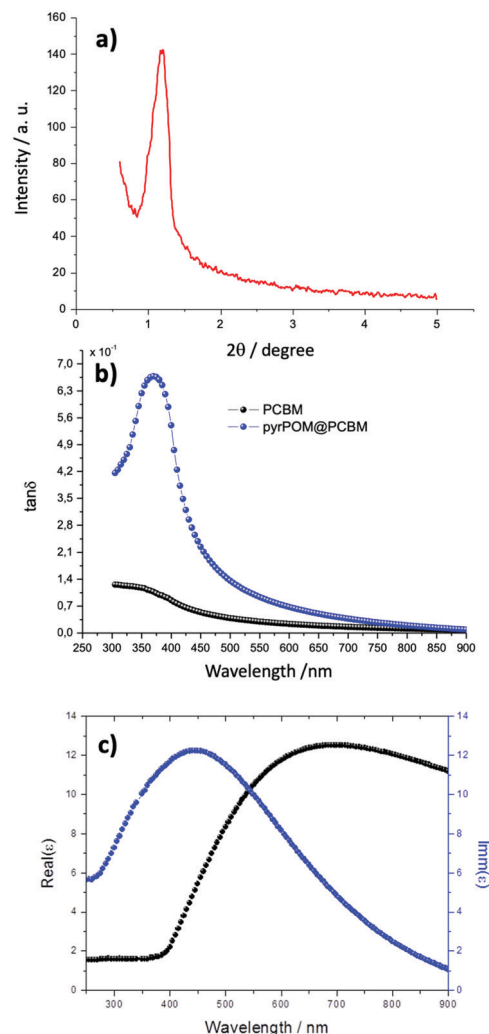 a)
160
140
120
100
80
60
40
20
0
Intensity / a. u.
0 1 2 3 4 5
2θ / degree
x 10⁻¹
b)
7,0
6,3
5,6
4,9
4,2
3,5
2,8
2,1
1,4
0,7
0,0
tanδ
PCBM
pyrPOM@PCBM
250 300 350 400 450 500 550 600 650 700 750 800 850 900
Wavelength /nm
c)
14
12
10
8
6
4
2
0
Real(ε)
14
12
10
8
6
4
2
0
Imm(ε)
300 400 500 600 700 800 900
Wavelength / nm